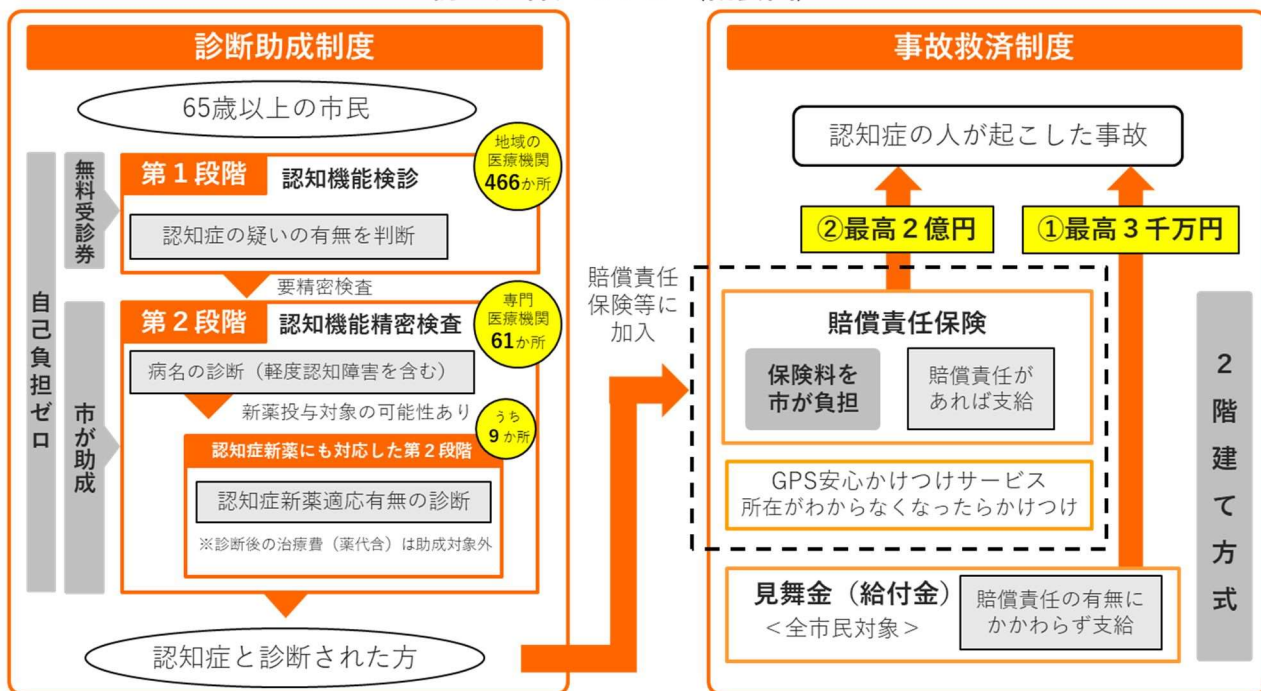 診断助成制度
65歳以上の市民
自己負担ゼロ
無料受診券
第１段階
認知機能検診
地域の
医療機関
466か所
認知症の疑いの有無を判断
要精密検査
市が助成
第２段階
認知機能精密検査
専門
医療機関
61か所
病名の診断（軽度認知障害を含む）
新薬投与対象の可能性あり
うち
9か所
認知症新薬にも対応した第２段階
認知症新薬適応有無の診断
※診断後の治療費（薬代含）は助成対象外
認知症と診断された方
賠償責任
保険等に
加入
事故救済制度
認知症の人が起こした事故
②最高２億円
①最高３千万円
賠償責任保険
保険料を
市が負担
賠償責任が
あれば支給
GPS安心かけつけサービス
所在がわからなくなったらかけつけ
見舞金（給付金）
＜全市民対象＞
賠償責任の有無に
かかわらず支給
２階建て方式